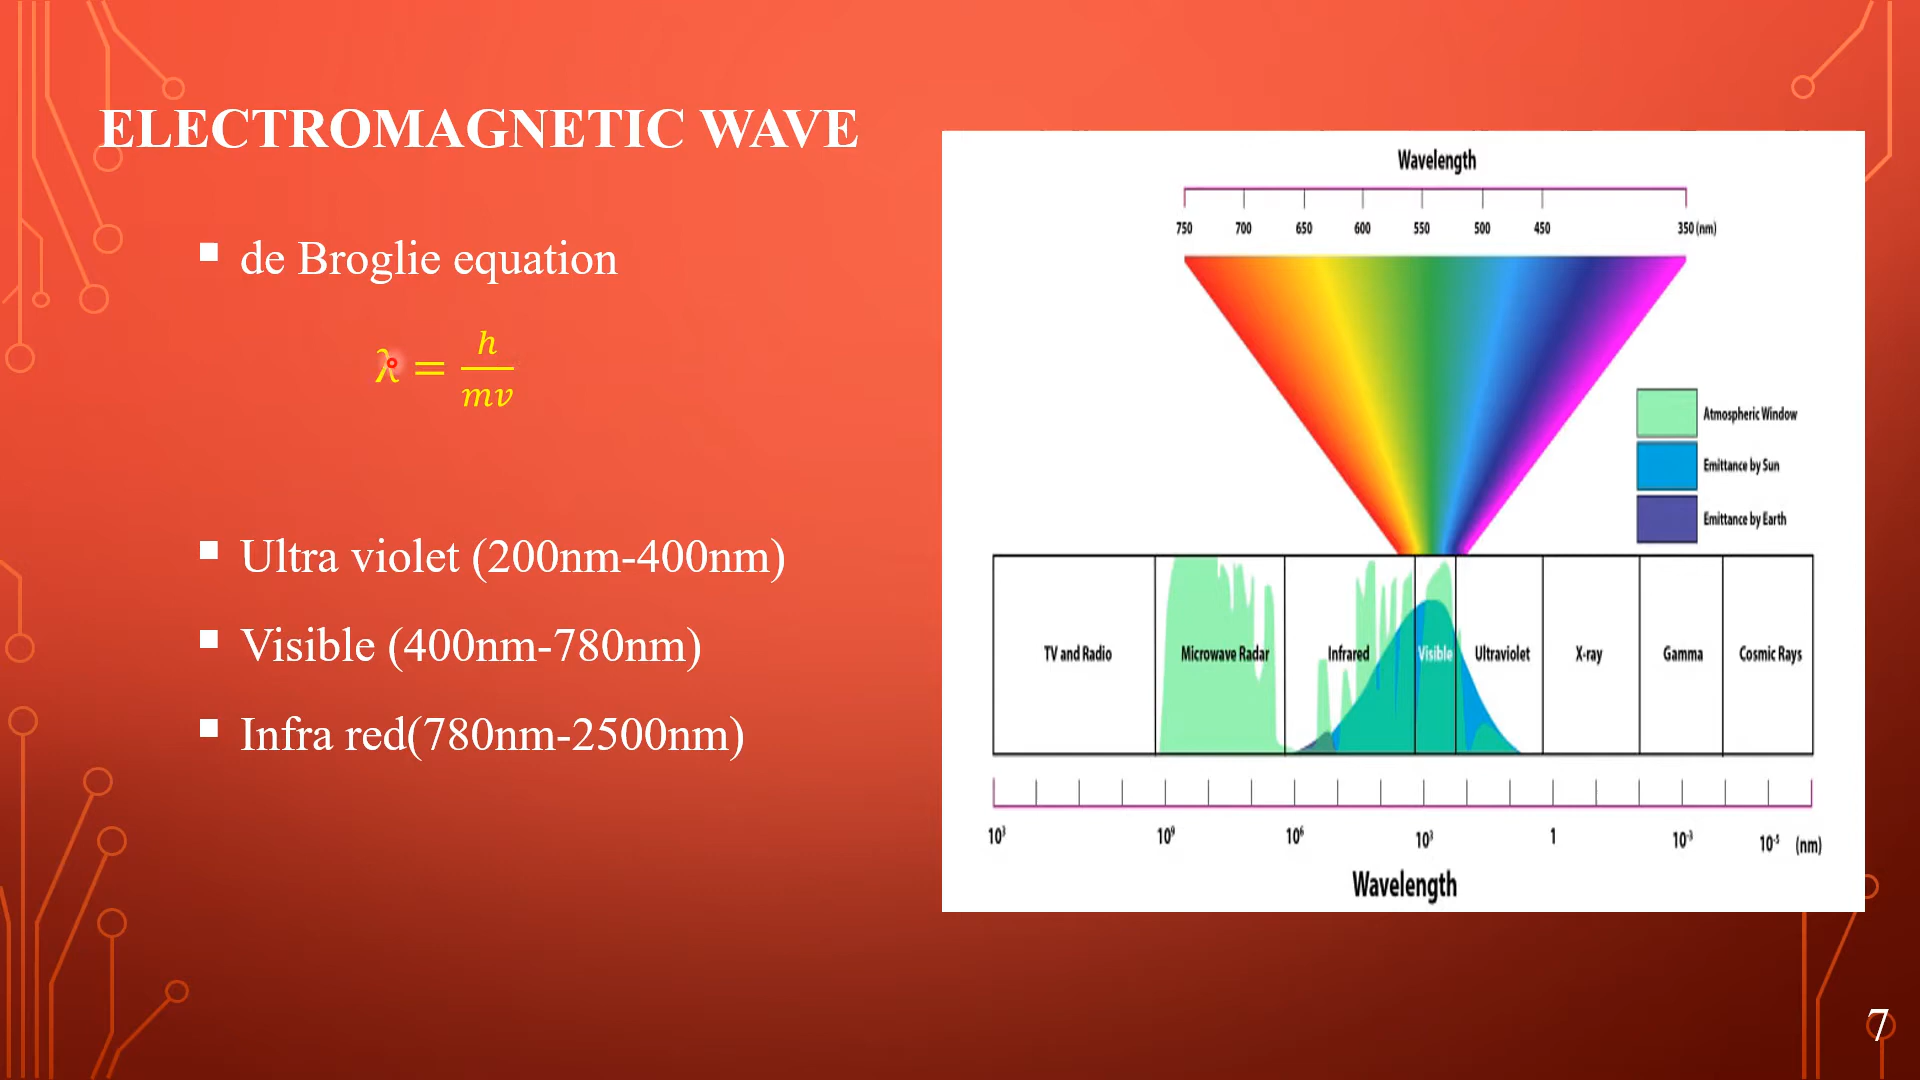 ELECTROMAGNETIC WAVE
▪ de Broglie equation
λ = h/mv
▪ Ultra violet (200nm-400nm)
▪ Visible (400nm-780nm)
▪ Infra red(780nm-2500nm)
Wavelength
750 700 650 600 550 500 450 350 (nm)
Atmospheric Window
Emittance by Sun
Emittance by Earth
TV and Radio Microwave Radar Infrared Visible Ultraviolet X-ray Gamma Cosmic Rays
10³ 10⁹ 10⁶ 10³ 1 10⁻³ 10⁻⁵ (nm)
Wavelength
7